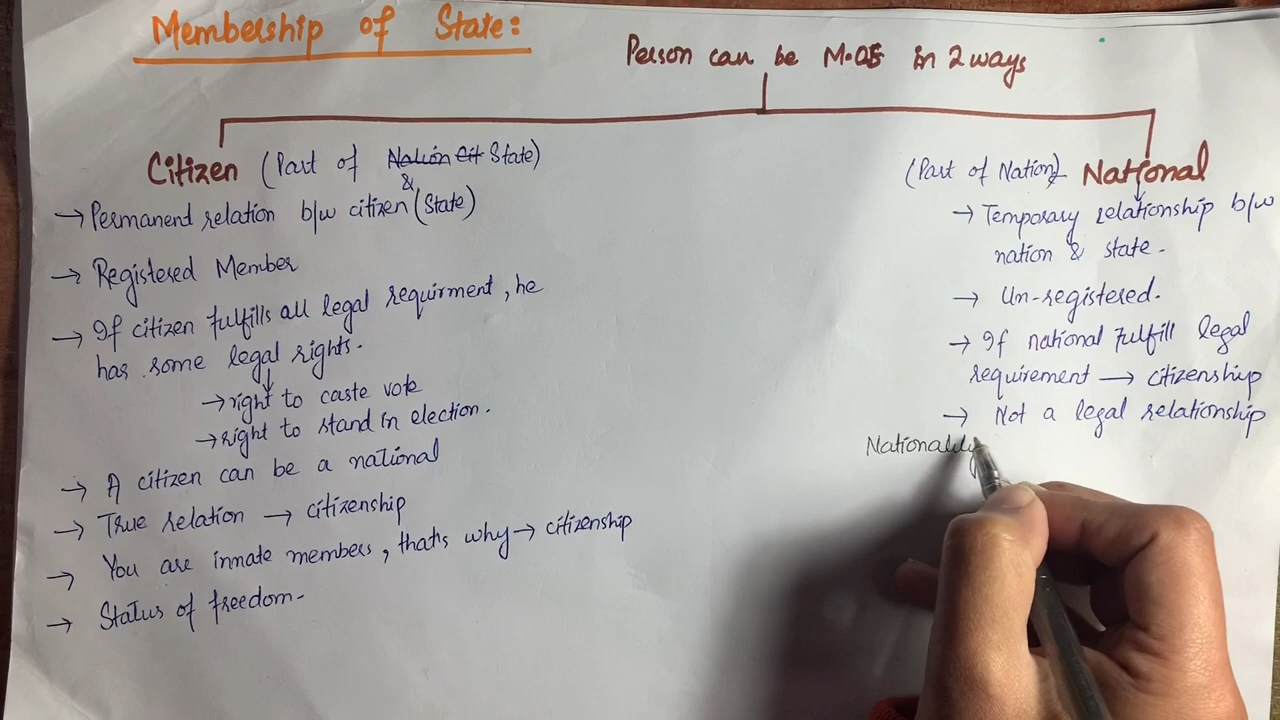 Membership of State:
Person can be M.OS in 2 ways
Citizen (Part of Nation Cit State)
→ Permanent relation b/w citizen & (State)
→ Registered Member
→ If citizen fulfills all legal requirment, he
has some legal rights.
→ right to caste vote
→ right to stand in election.
→ A citizen can be a national
→ True relation → citizenship
→ You are innate members, that's why → citizenship
→ Status of freedom.
(Part of Nation) National
→ Temporary relationship b/w
nation & state.
→ Un-registered.
→ If national fulfill legal
requirement → citizenship
→ Not a legal relationship
Nationality